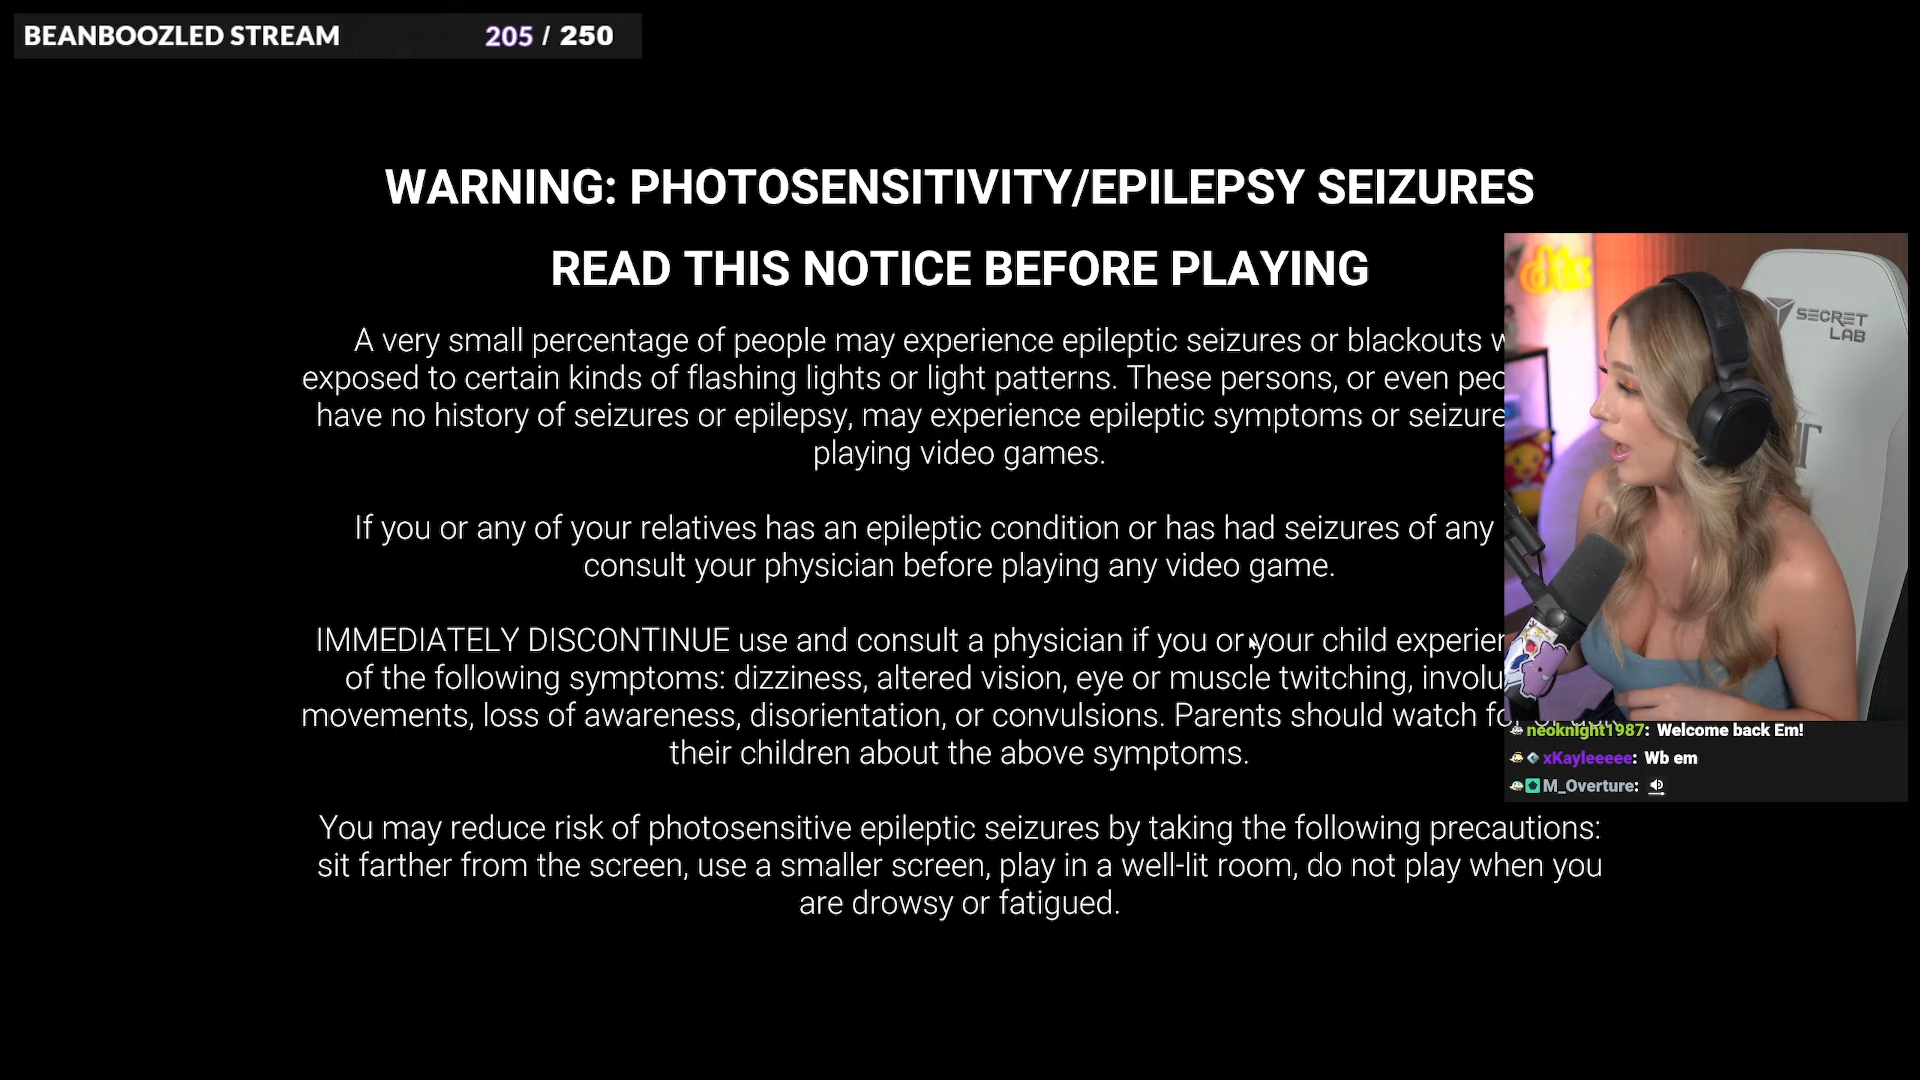 BEANBOOZLED STREAM 205 / 250
WARNING: PHOTOSENSITIVITY/EPILEPSY SEIZURES
READ THIS NOTICE BEFORE PLAYING
A very small percentage of people may experience epileptic seizures or blackouts
exposed to certain kinds of flashing lights or light patterns. These persons, or even
have no history of seizures or epilepsy, may experience epileptic symptoms or seizure
playing video games.
If you or any of your relatives has an epileptic condition or has had seizures of any
consult your physician before playing any video game.
IMMEDIATELY DISCONTINUE use and consult a physician if you or your child
of the following symptoms: dizziness, altered vision, eye or muscle twitching,
movements, loss of awareness, disorientation, or convulsions. Parents should watch
their children about the above symptoms.
You may reduce risk of photosensitive epileptic seizures by taking the following precautions:
sit farther from the screen, use a smaller screen, play in a well-lit room, do not play when you
are drowsy or fatigued.
SECRET
LAB
neoknight1987: Welcome back Em!
xKayleeeee: Wb em
M_Overture: